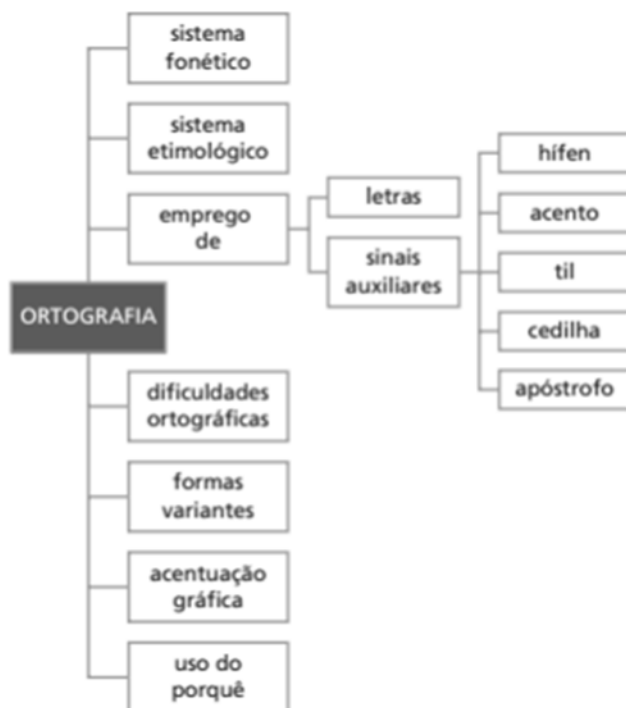 sistema
fonético
sistema
etimológico
emprego
de
letras
sinais
auxiliares
hífen
acento
til
cedilha
apóstrofo
ORTOGRAFIA
dificuldades
ortográficas
formas
variantes
acentuação
gráfica
uso do
porquê